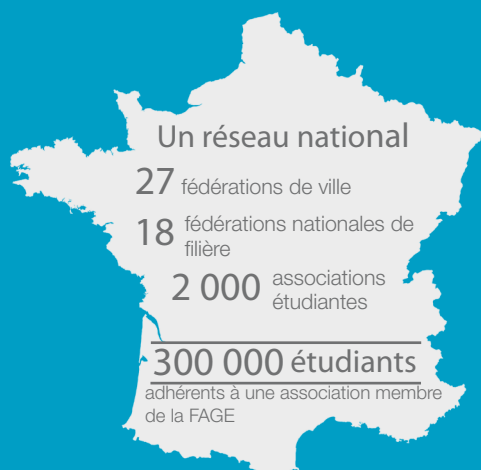 Un réseau national
27 fédérations de ville
18 fédérations nationales de
filière
2 000 associations
étudiantes
300 000 étudiants
adhérents à une association membre
de la FAGE